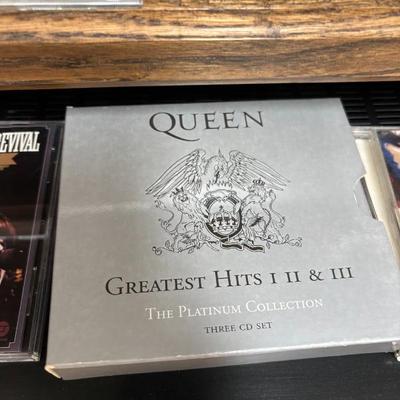 REVIVAL
QUEEN
GREATEST HITS I II & III
THE PLATINUM COLLECTION
THREE CD SET